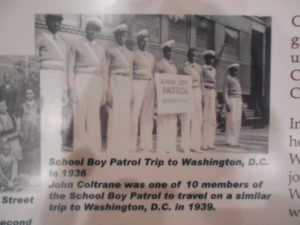 SCHOOL BOY
PATROL
School Boy Patrol Trip to Washington, D.C.
in 1936
John Coltrane was one of 10 members of
the School Boy Patrol to travel on a similar
trip to Washington, D.C. in 1939.
Street
econd